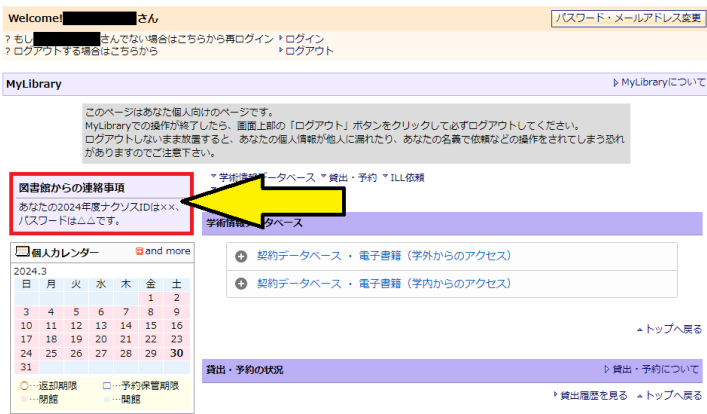 Welcome! さん
パスワード・メールアドレス変更
? もし さんでない場合はこちらから再ログイン ログイン
? ログアウトする場合はこちらから ログアウト
MyLibrary
MyLibraryについて
このページはあなた個人向けのページです。
MyLibraryでの操作が終了したら、画面上部の「ログアウト」ボタンをクリックして必ずログアウトしてください。
ログアウトしないまま放置すると、あなたの個人情報が他人に漏れたり、あなたの名義で依頼などの操作をされてしまう恐れ
がありますのでご注意下さい。
図書館からの連絡事項
あなたの2024年度ナクソスIDは××、
パスワードは△△です。
個人カレンダー and more
2024.3
日 月 火 水 木 金 土
1 2
3 4 5 6 7 8 9
10 11 12 13 14 15 16
17 18 19 20 21 22 23
24 25 26 27 28 29 30
31
○…返却期限 □…予約保管期限
…閉館 …開館
学術情報データベース 貸出・予約 ILL依頼
学術情報データベース
契約データベース ・ 電子書籍（学外からのアクセス）
契約データベース ・ 電子書籍（学内からのアクセス）
トップへ戻る
貸出・予約の状況
貸出・予約について
貸出履歴を見る トップへ戻る